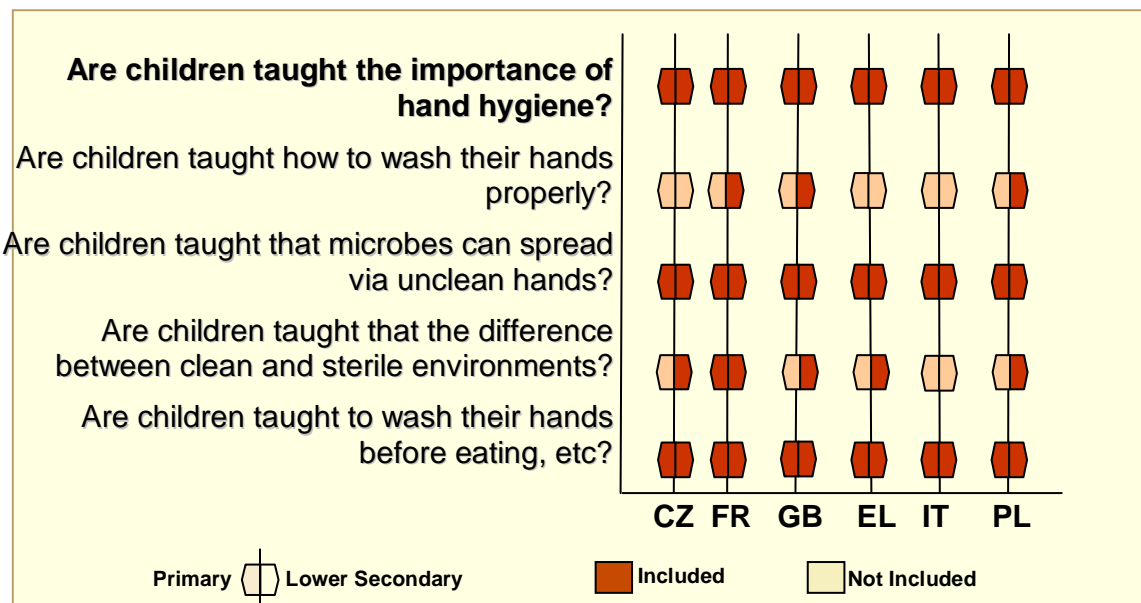 Are children taught the importance of
hand hygiene?
Are children taught how to wash their hands
properly?
Are children taught that microbes can spread
via unclean hands?
Are children taught that the difference
between clean and sterile environments?
Are children taught to wash their hands
before eating, etc?
CZ FR GB EL IT PL
Primary Lower Secondary Included Not Included